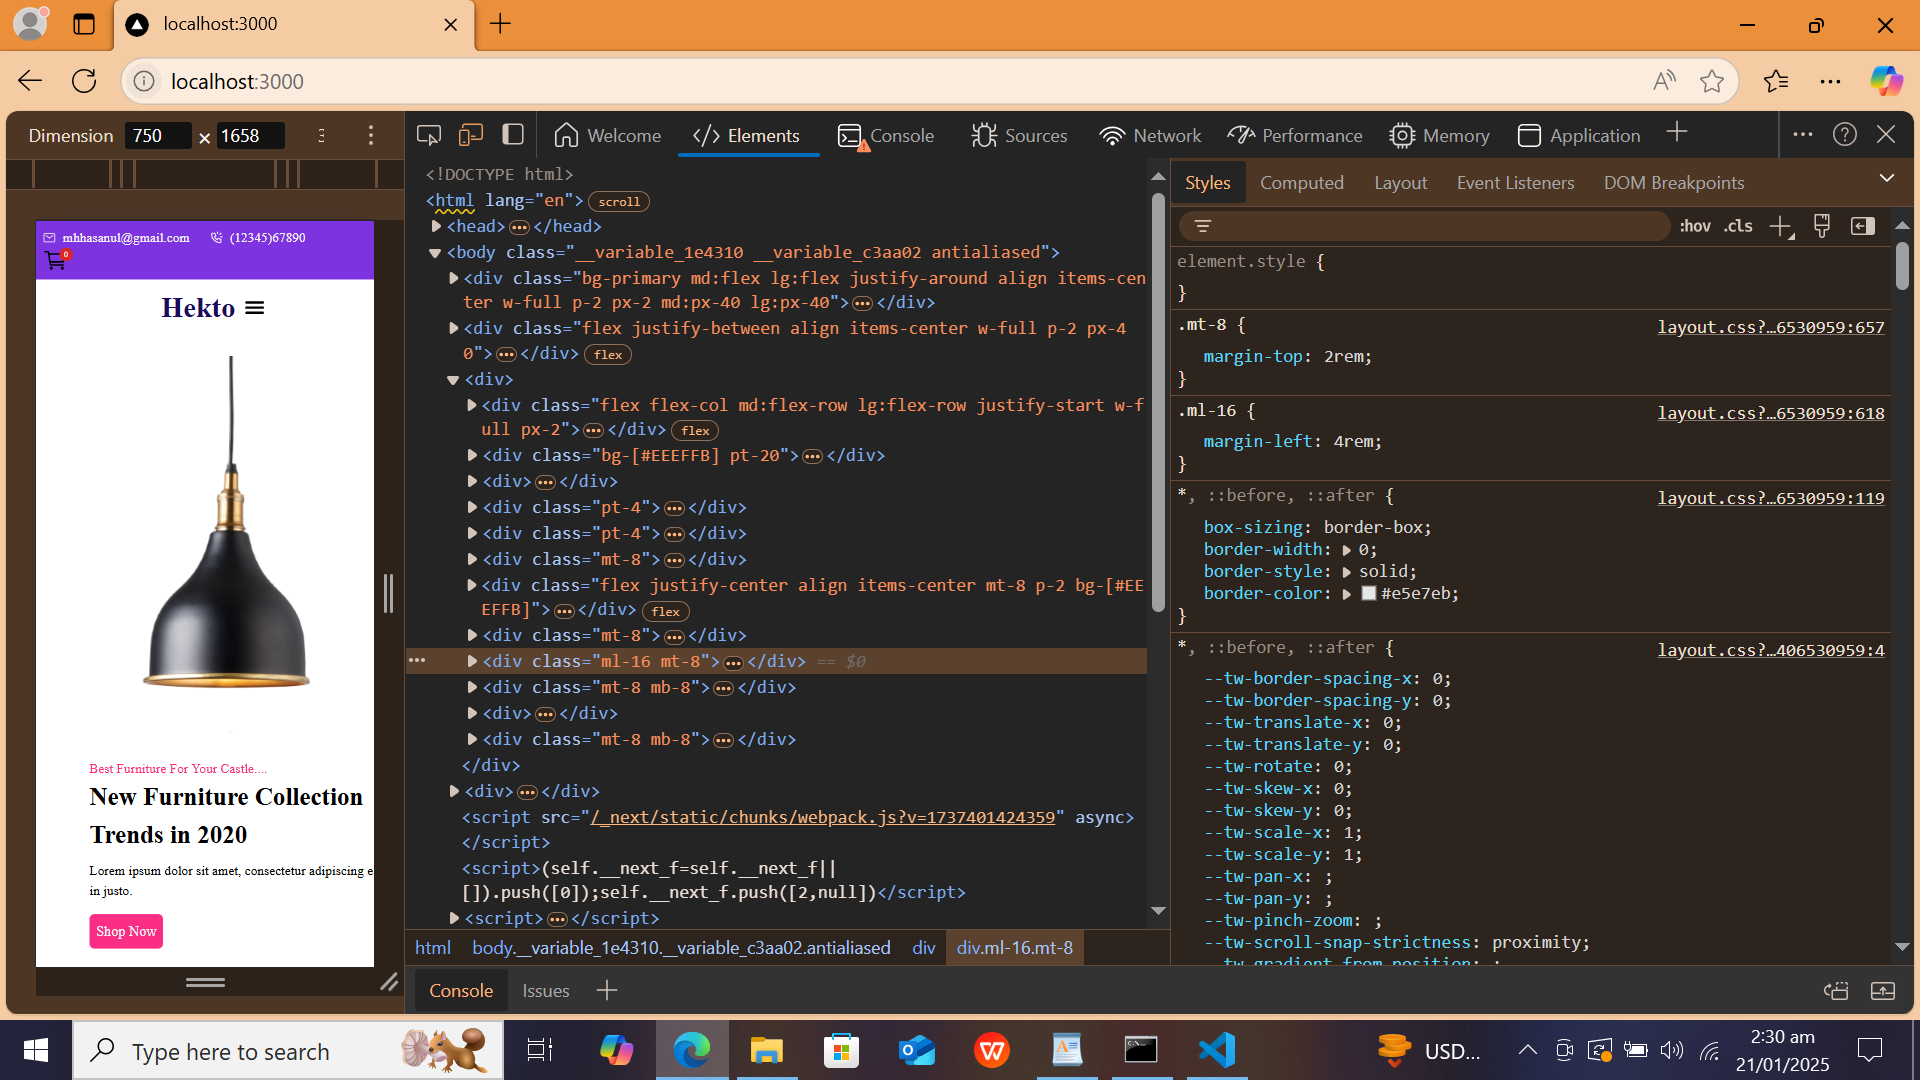 localhost:3000
localhost:3000
Dimension 750 × 1658
Welcome
Elements
Console
Sources
Network
Performance
Memory
Application
mhhasanul@gmail.com (12345)67890
0
Hekto
Best Furniture For Your Castle....
New Furniture Collection
Trends in 2020
Lorem ipsum dolor sit amet, consectetur adipiscing e
in justo.
Shop Now
<!DOCTYPE html>
<html lang="en"> scroll
<head>…</head>
<body class="__variable_1e4310 __variable_c3aa02 antialiased">
<div class="bg-primary md:flex lg:flex justify-around align items-cen
ter w-full p-2 px-2 md:px-40 lg:px-40">…</div>
<div class="flex justify-between align items-center w-full p-2 px-4
0">…</div> flex
<div>
<div class="flex flex-col md:flex-row lg:flex-row justify-start w-f
ull px-2">…</div> flex
<div class="bg-[#EEEFFB] pt-20">…</div>
<div>…</div>
<div class="pt-4">…</div>
<div class="pt-4">…</div>
<div class="mt-8">…</div>
<div class="flex justify-center align items-center mt-8 p-2 bg-[#EE
EFFB]">…</div> flex
<div class="mt-8">…</div>
<div class="ml-16 mt-8">…</div> == $0
<div class="mt-8 mb-8">…</div>
<div>…</div>
<div class="mt-8 mb-8">…</div>
</div>
<div>…</div>
<script src="/_next/static/chunks/webpack.js?v=1737401424359" async>
</script>
<script>(self.__next_f=self.__next_f||
[]).push([0]);self.__next_f.push([2,null])</script>
<script>…</script>
html body.__variable_1e4310.__variable_c3aa02.antialiased div div.ml-16.mt-8
Styles Computed Layout Event Listeners DOM Breakpoints
:hov .cls
element.style {
}
.mt-8 { layout.css?…6530959:657
margin-top: 2rem;
}
.ml-16 { layout.css?…6530959:618
margin-left: 4rem;
}
*, ::before, ::after { layout.css?…6530959:119
box-sizing: border-box;
border-width: 0;
border-style: solid;
border-color: #e5e7eb;
}
*, ::before, ::after { layout.css?…406530959:4
--tw-border-spacing-x: 0;
--tw-border-spacing-y: 0;
--tw-translate-x: 0;
--tw-translate-y: 0;
--tw-rotate: 0;
--tw-skew-x: 0;
--tw-skew-y: 0;
--tw-scale-x: 1;
--tw-scale-y: 1;
--tw-pan-x: ;
--tw-pan-y: ;
--tw-pinch-zoom: ;
--tw-scroll-snap-strictness: proximity;
--tw-gradient-from-position: ;
Console Issues
Type here to search
USD...
2:30 am
21/01/2025